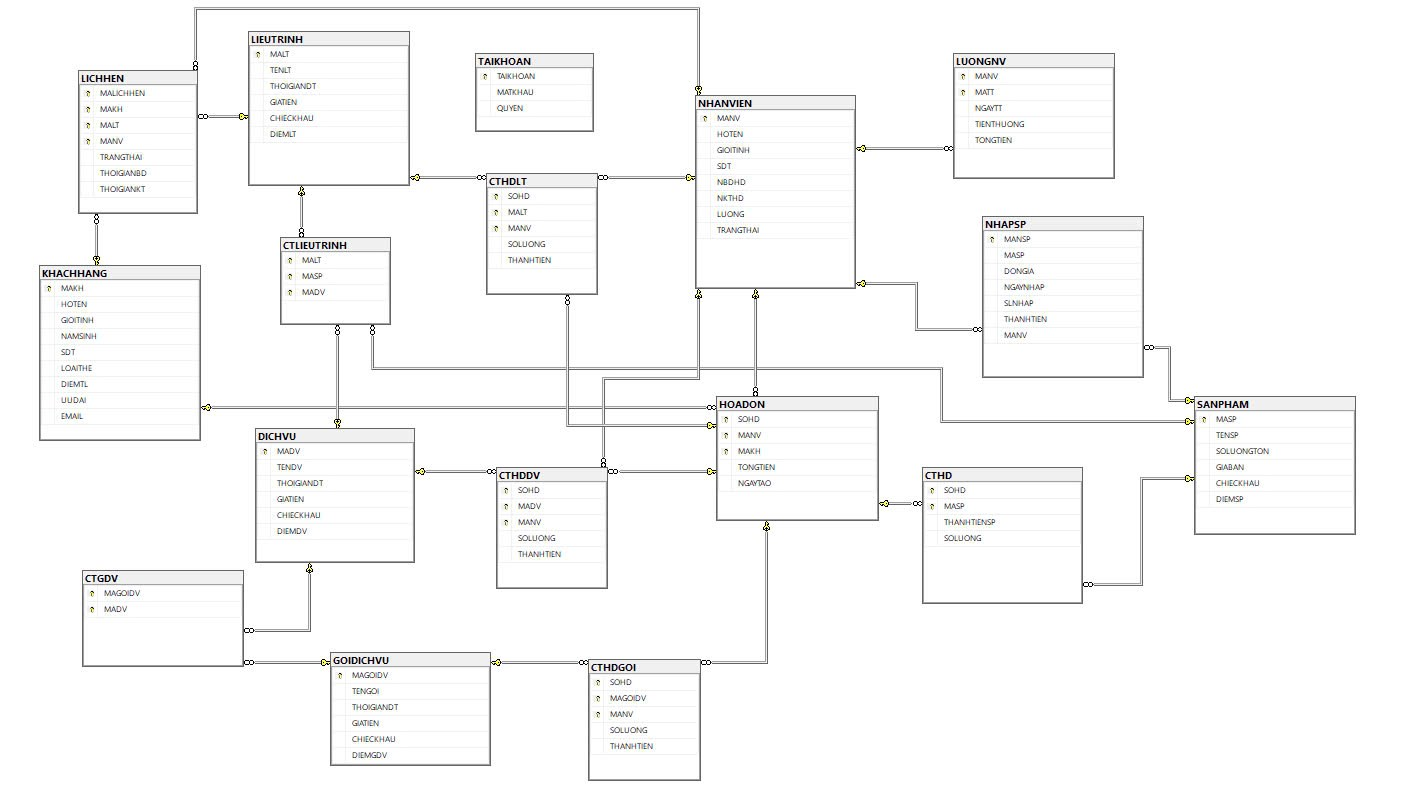 LICHHEN
MALICHHEN
MAKH
MALT
MANV
TRANGTHAI
THOIGIANBD
THOIGIANKT
LIEUTRINH
MALT
TENLT
THOIGIANDT
GIATIEN
CHIECKHAU
DIEMLT
TAIKHOAN
TAIKHOAN
MATKHAU
QUYEN
NHANVIEN
MANV
HOTEN
GIOITINH
SDT
NBDHD
NKTHD
LUONG
TRANGTHAI
LUONGNV
MANV
MATT
NGAYTT
TIENTHUONG
TONGTIEN
CTHDLT
SOHD
MALT
MANV
SOLUONG
THANHTIEN
NHAPSP
MANSP
MASP
DONGIA
NGAYNHAP
SLNHAP
THANHTIEN
MANV
CTLIEUTRINH
MALT
MASP
MADV
KHACHHANG
MAKH
HOTEN
GIOITINH
NAMSINH
SDT
LOAITHE
DIEMTL
UUDAI
EMAIL
HOADON
SOHD
MANV
MAKH
TONGTIEN
NGAYTAO
SANPHAM
MASP
TENSP
SOLUONGTON
GIABAN
CHIECKHAU
DIEMSP
DICHVU
MADV
TENDV
THOIGIANDT
GIATIEN
CHIECKHAU
DIEMDV
CTHDDV
SOHD
MADV
MANV
SOLUONG
THANHTIEN
CTHD
SOHD
MASP
THANHTIENSP
SOLUONG
CTGDV
MAGOIDV
MADV
GOIDICHVU
MAGOIDV
TENGOI
THOIGIANDT
GIATIEN
CHIECKHAU
DIEMGDV
CTHDGOI
SOHD
MAGOIDV
MANV
SOLUONG
THANHTIEN